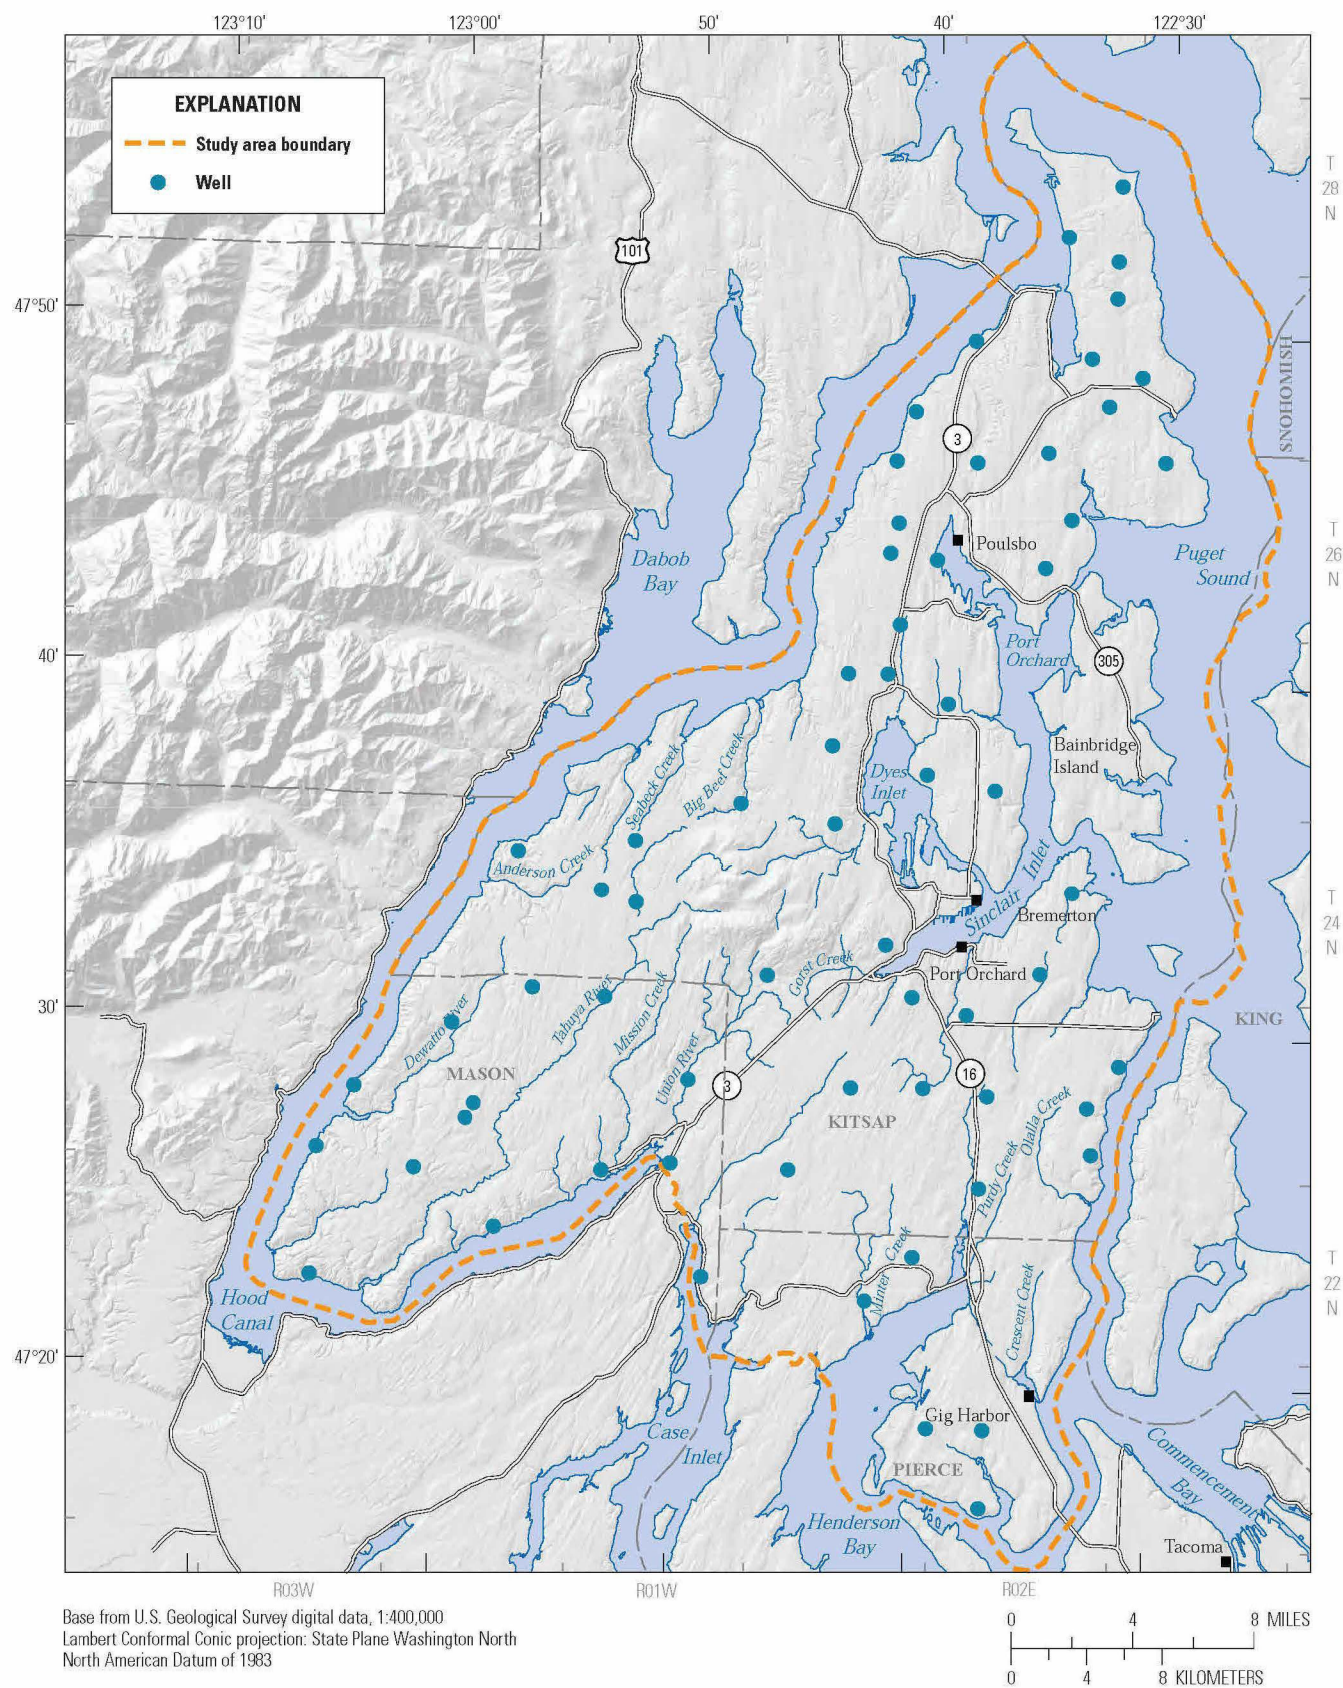 123°10'
123°00'
50'
40'
122°30'
EXPLANATION
Study area boundary
Well
T
28
N
101
47°50'
SNOHOMISH
3
T
26
N
Poulsbo
Puget
Sound
Dabob
Bay
Port
Orchard
40'
305
Bainbridge
Island
Dyes
Inlet
Seabeck Creek
Big Beef Creek
Anderson Creek
Sinclair Inlet
Bremerton
T
24
N
Gorst Creek
Port Orchard
30'
KING
Dewatto River
Tahuya River
Mission Creek
Union River
MASON
3
16
KITSAP
Olalla Creek
Purdy Creek
Minter Creek
Crescent Creek
T
22
N
Hood
Canal
47°20'
Gig Harbor
Case
Inlet
PIERCE
Commencement
Bay
Henderson
Bay
Tacoma
R03W
R01W
R02E
Base from U.S. Geological Survey digital data, 1:400,000
Lambert Conformal Conic projection: State Plane Washington North
North American Datum of 1983
0 4 8 MILES
0 4 8 KILOMETERS